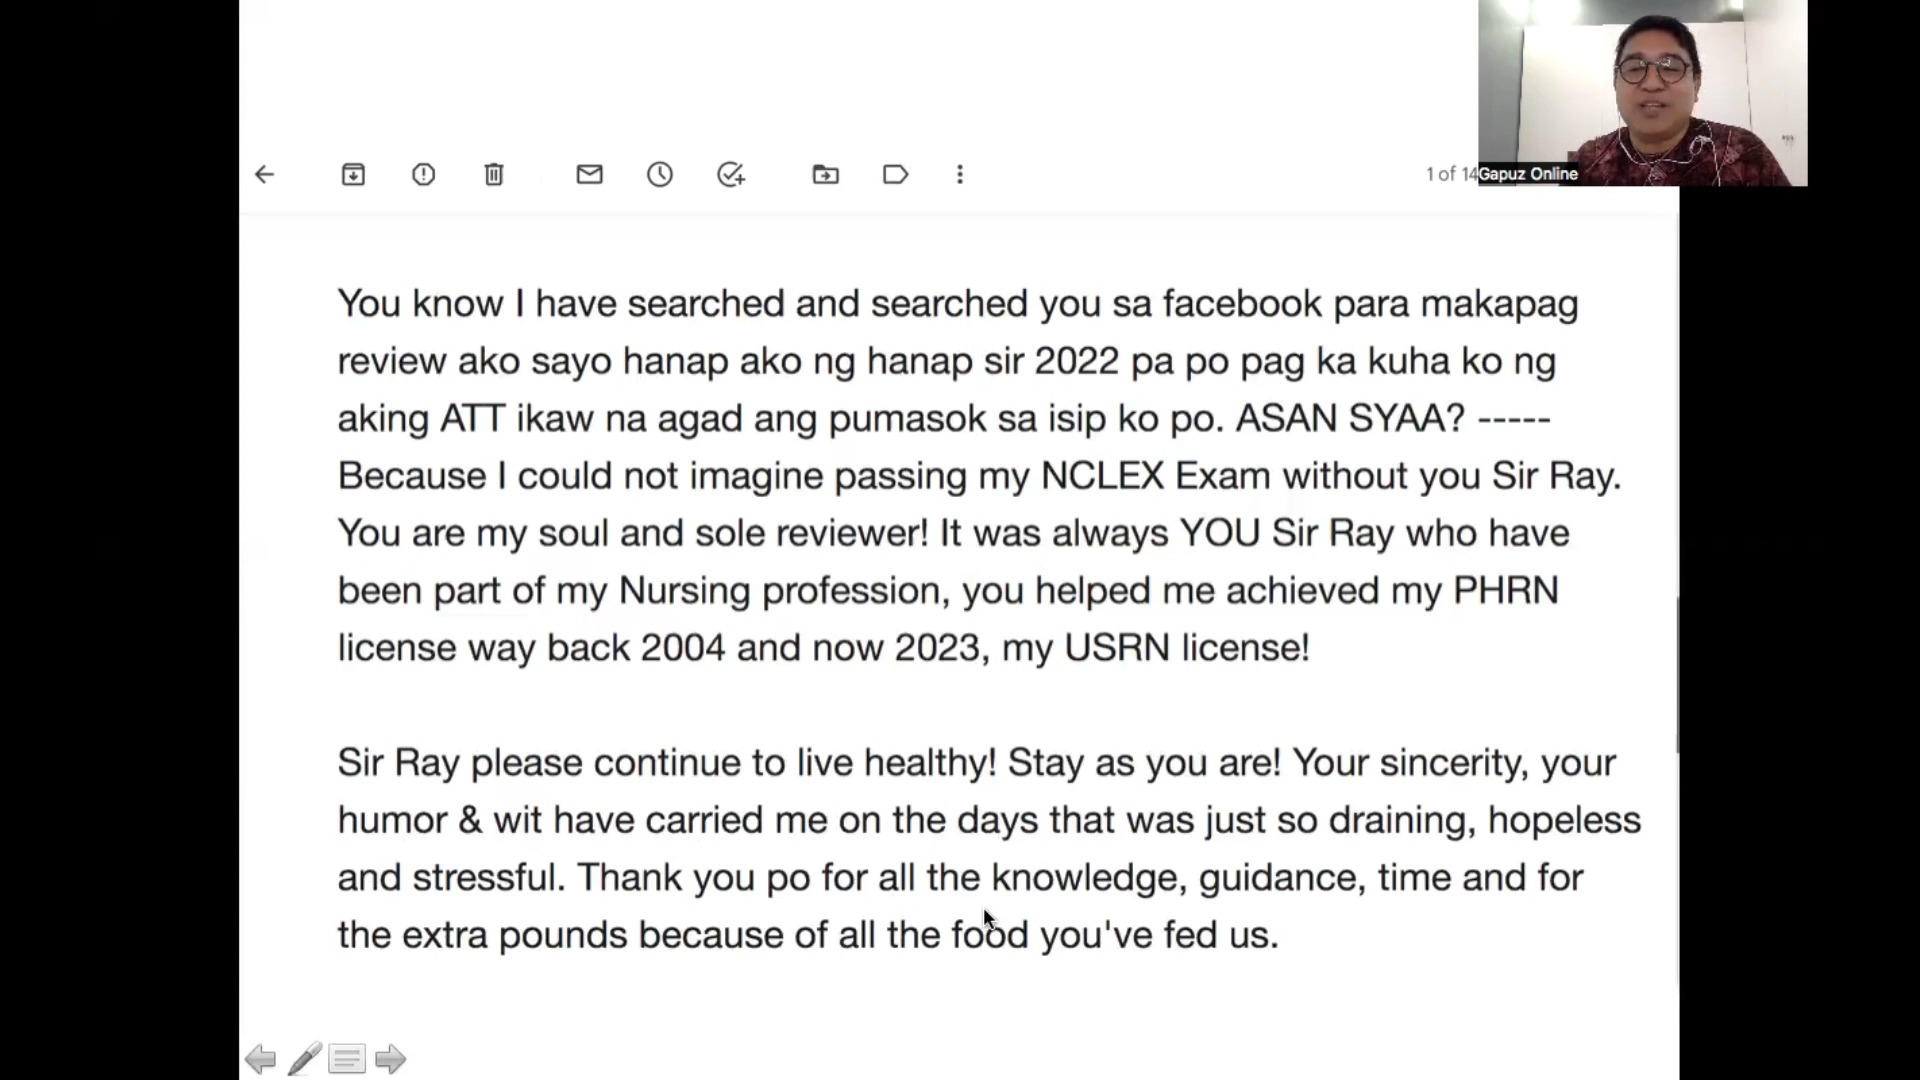 1 of 14
Gapuz Online
You know I have searched and searched you sa facebook para makapag
review ako sayo hanap ako ng hanap sir 2022 pa po pag ka kuha ko ng
aking ATT ikaw na agad ang pumasok sa isip ko po. ASAN SYAA? -----
Because I could not imagine passing my NCLEX Exam without you Sir Ray.
You are my soul and sole reviewer! It was always YOU Sir Ray who have
been part of my Nursing profession, you helped me achieved my PHRN
license way back 2004 and now 2023, my USRN license!
Sir Ray please continue to live healthy! Stay as you are! Your sincerity, your
humor & wit have carried me on the days that was just so draining, hopeless
and stressful. Thank you po for all the knowledge, guidance, time and for
the extra pounds because of all the food you've fed us.